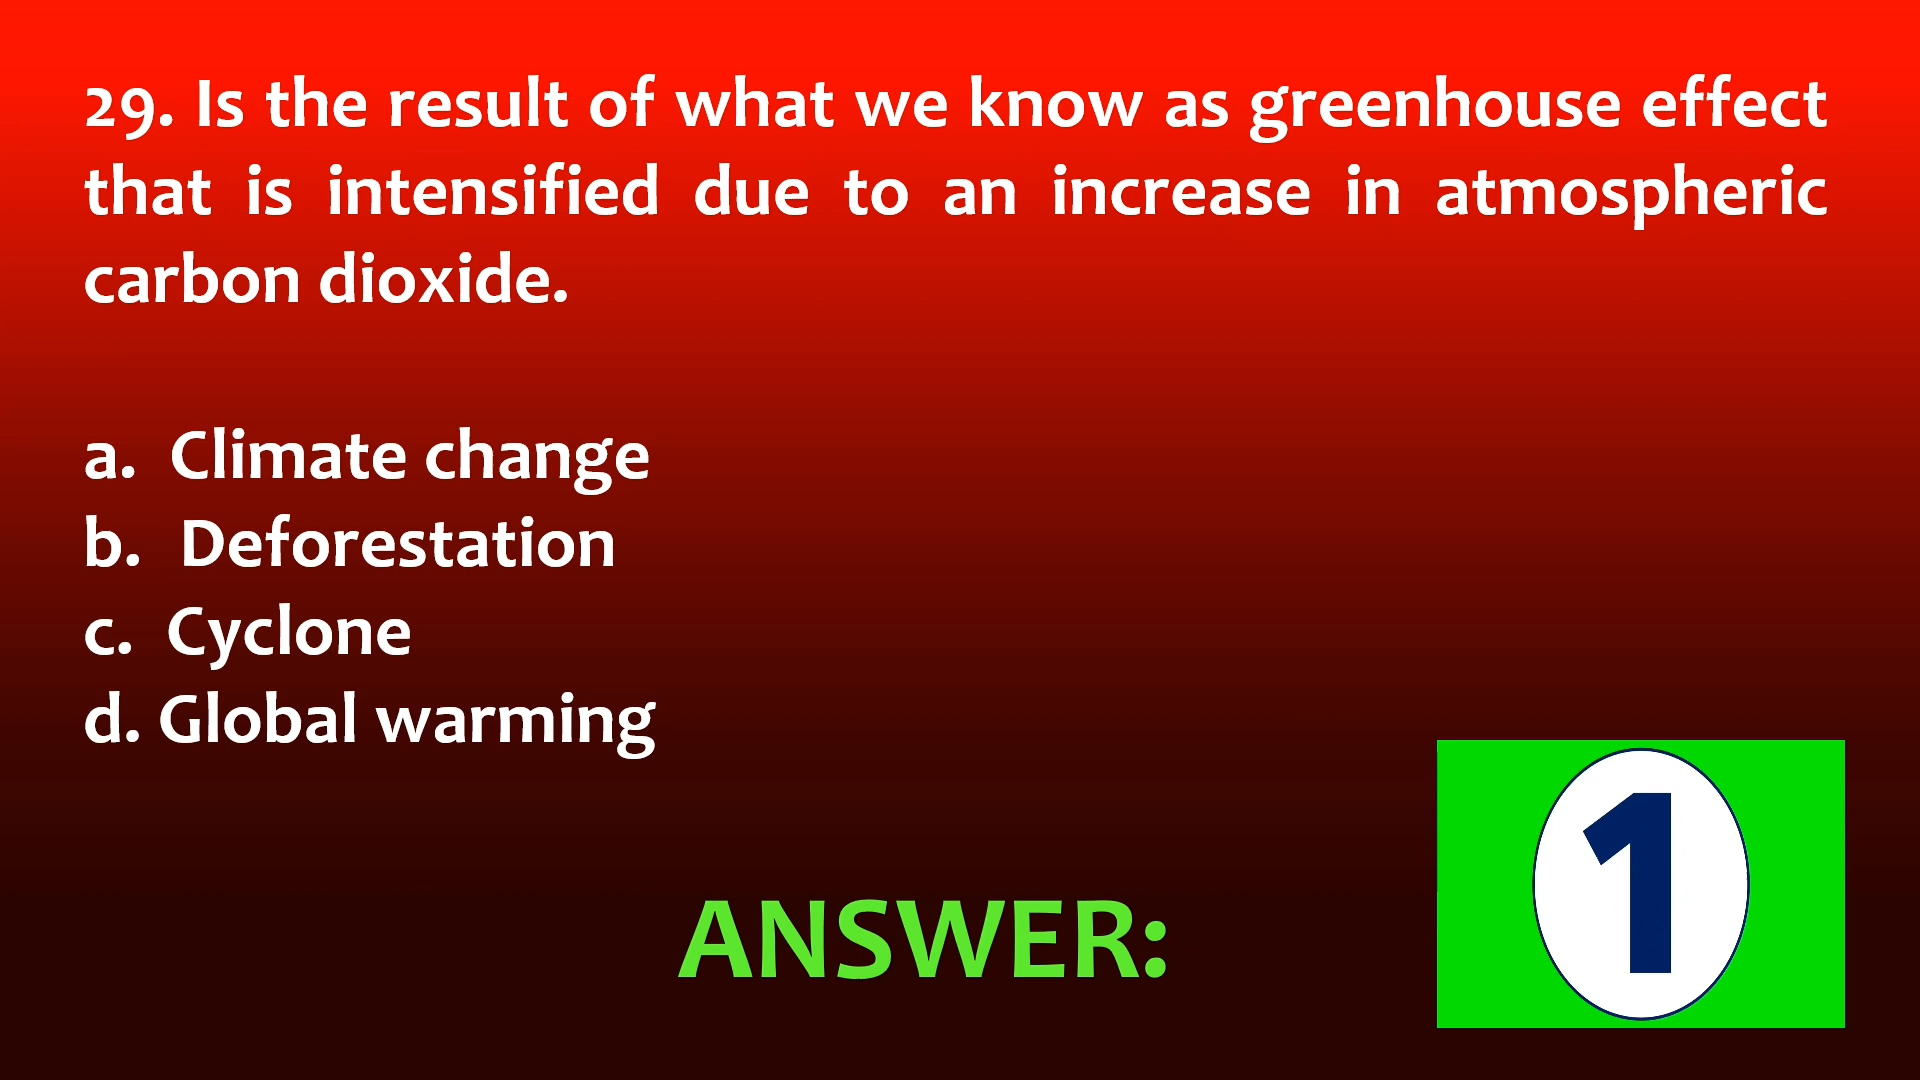 29. Is the result of what we know as greenhouse effect
that is intensified due to an increase in atmospheric
carbon dioxide.
a. Climate change
b. Deforestation
c. Cyclone
d. Global warming
ANSWER:
1